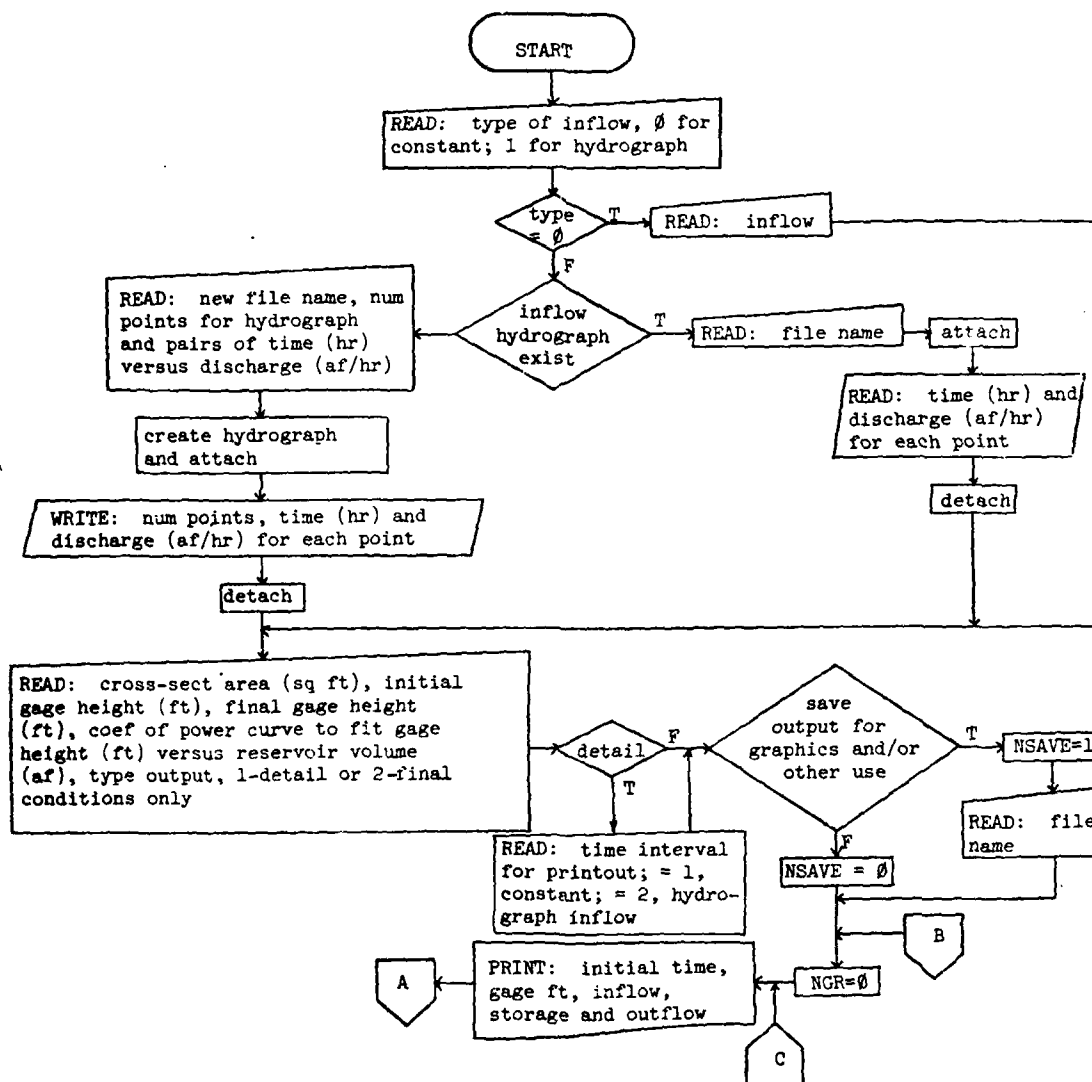 START
READ: type of inflow, Ø for
constant; 1 for hydrograph
type
= Ø
T
READ: inflow
F
READ: new file name, num
points for hydrograph
and pairs of time (hr)
versus discharge (af/hr)
inflow
hydrograph
exist
T
READ: file name
attach
READ: time (hr) and
discharge (af/hr)
for each point
create hydrograph
and attach
detach
WRITE: num points, time (hr) and
discharge (af/hr) for each point
detach
READ: cross-sect area (sq ft), initial
gage height (ft), final gage height
(ft), coef of power curve to fit gage
height (ft) versus reservoir volume
(af), type output, 1-detail or 2-final
conditions only
detail
F
T
save
output for
graphics and/or
other use
T
NSAVE=1
READ: file
name
F
READ: time interval
for printout; = 1,
constant; = 2, hydro-
graph inflow
NSAVE = Ø
B
NGR=Ø
PRINT: initial time,
gage ft, inflow,
storage and outflow
A
C